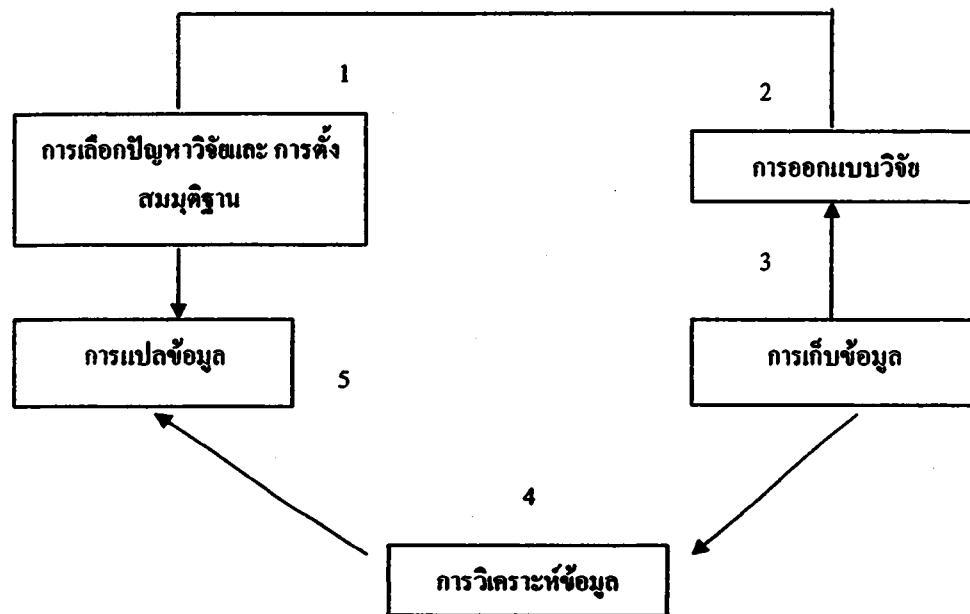 1
2
การเลือกปัญหาวิจัยและ การตั้ง
สมมุติฐาน
การออกแบบวิจัย
3
การแปลข้อมูล
การเก็บข้อมูล
5
4
การวิเคราะห์ข้อมูล